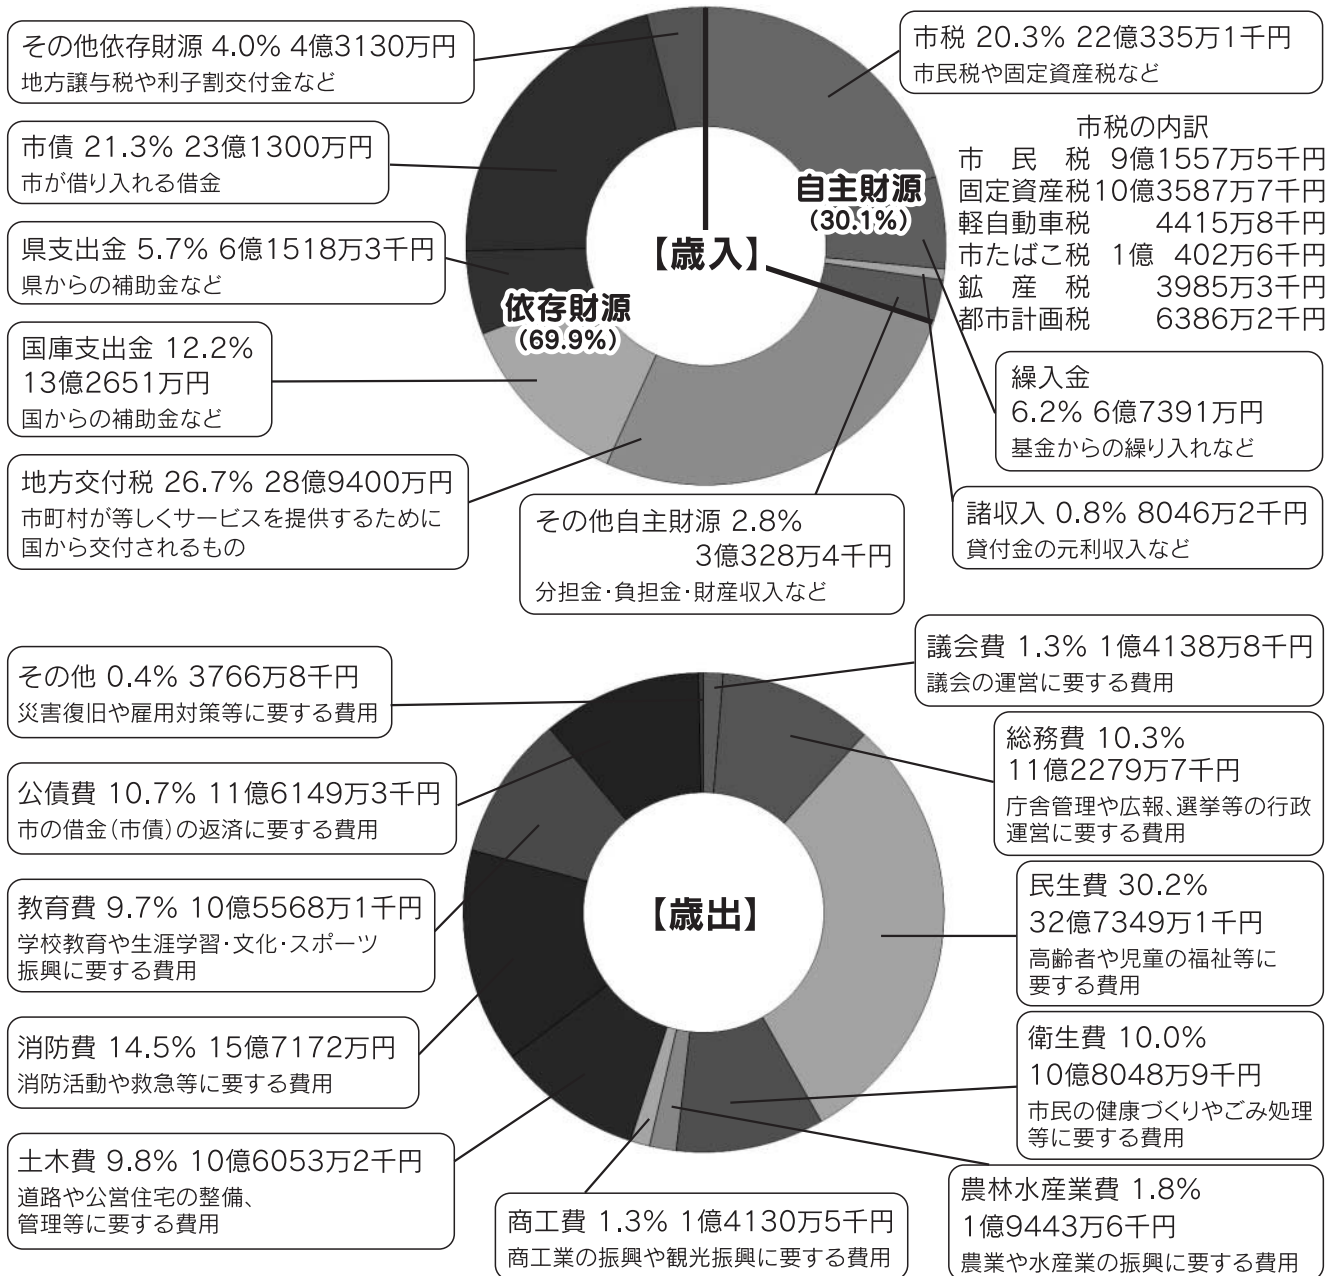 その他依存財源 4.0% 4億3130万円
地方譲与税や利子割交付金など
市債 21.3% 23億1300万円
市が借り入れる借金
県支出金 5.7% 6億1518万3千円
県からの補助金など
国庫支出金 12.2%
13億2651万円
国からの補助金など
地方交付税 26.7% 28億9400万円
市町村が等しくサービスを提供するために
国から交付されるもの
【歳入】
自主財源
(30.1%)
依存財源
(69.9%)
市税 20.3% 22億335万1千円
市民税や固定資産税など
市税の内訳
市民税 9億1557万5千円
固定資産税10億3587万7千円
軽自動車税 4415万8千円
市たばこ税 1億 402万6千円
鉱産税 3985万3千円
都市計画税 6386万2千円
繰入金
6.2% 6億7391万円
基金からの繰り入れなど
諸収入 0.8% 8046万2千円
貸付金の元利収入など
その他自主財源 2.8%
3億328万4千円
分担金・負担金・財産収入など
その他 0.4% 3766万8千円
災害復旧や雇用対策等に要する費用
公債費 10.7% 11億6149万3千円
市の借金(市債)の返済に要する費用
教育費 9.7% 10億5568万1千円
学校教育や生涯学習・文化・スポーツ
振興に要する費用
消防費 14.5% 15億7172万円
消防活動や救急等に要する費用
土木費 9.8% 10億6053万2千円
道路や公営住宅の整備、
管理等に要する費用
【歳出】
議会費 1.3% 1億4138万8千円
議会の運営に要する費用
総務費 10.3%
11億2279万7千円
庁舎管理や広報、選挙等の行政
運営に要する費用
民生費 30.2%
32億7349万1千円
高齢者や児童の福祉等に
要する費用
衛生費 10.0%
10億8048万9千円
市民の健康づくりやごみ処理
等に要する費用
農林水産業費 1.8%
1億9443万6千円
農業や水産業の振興に要する費用
商工費 1.3% 1億4130万5千円
商工業の振興や観光振興に要する費用